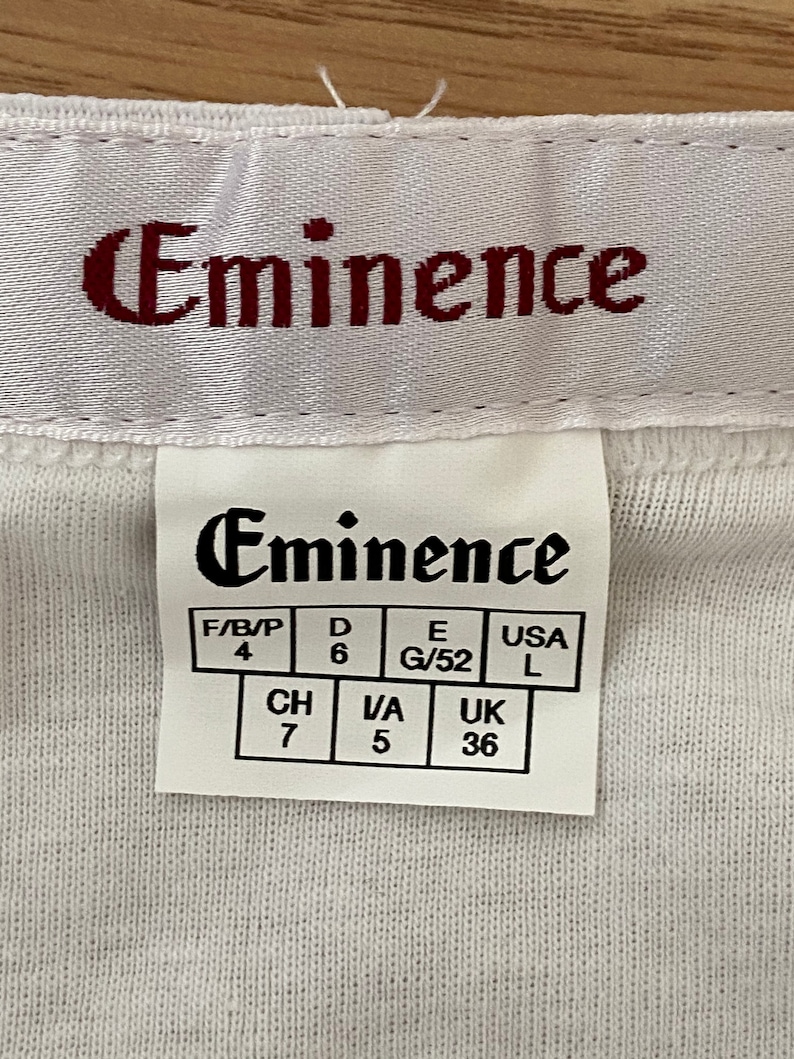 Eminence
Eminence
F/B/P D E USA
4 6 G/52 L
CH I/A UK
7 5 36